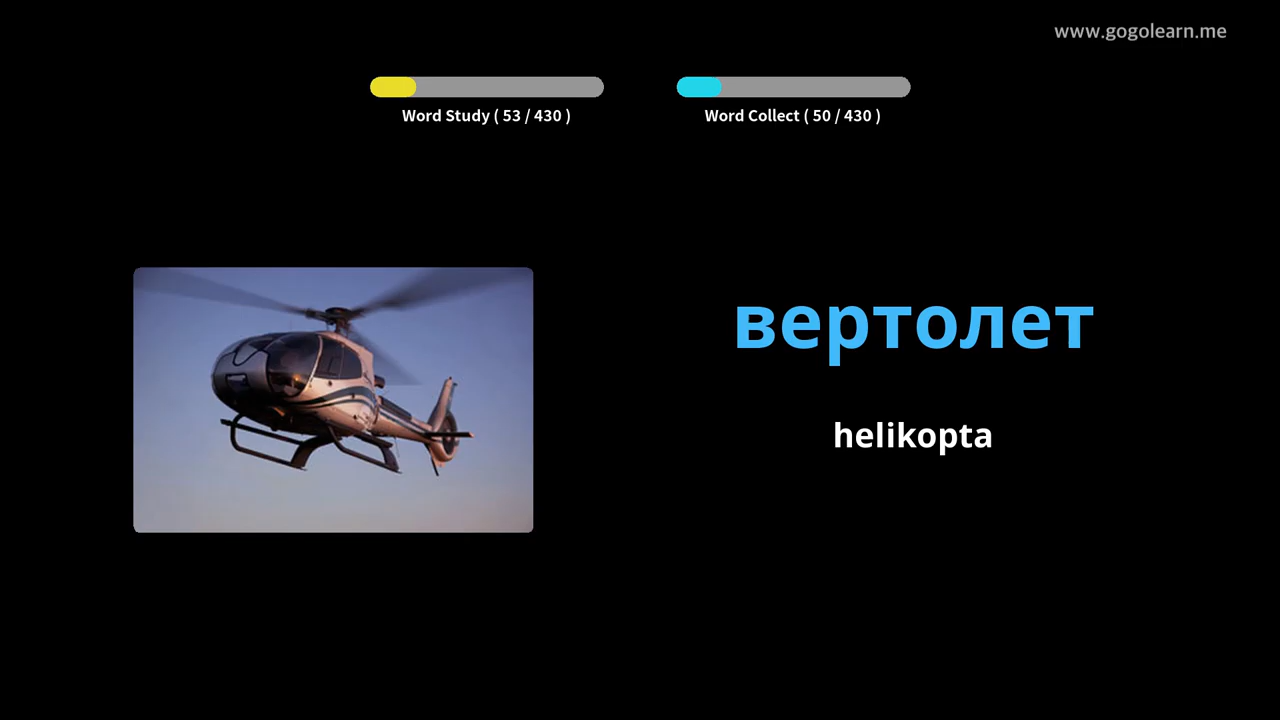 www.gogolearn.me
Word Study ( 53 / 430 )
Word Collect ( 50 / 430 )
вертолет
helikopta